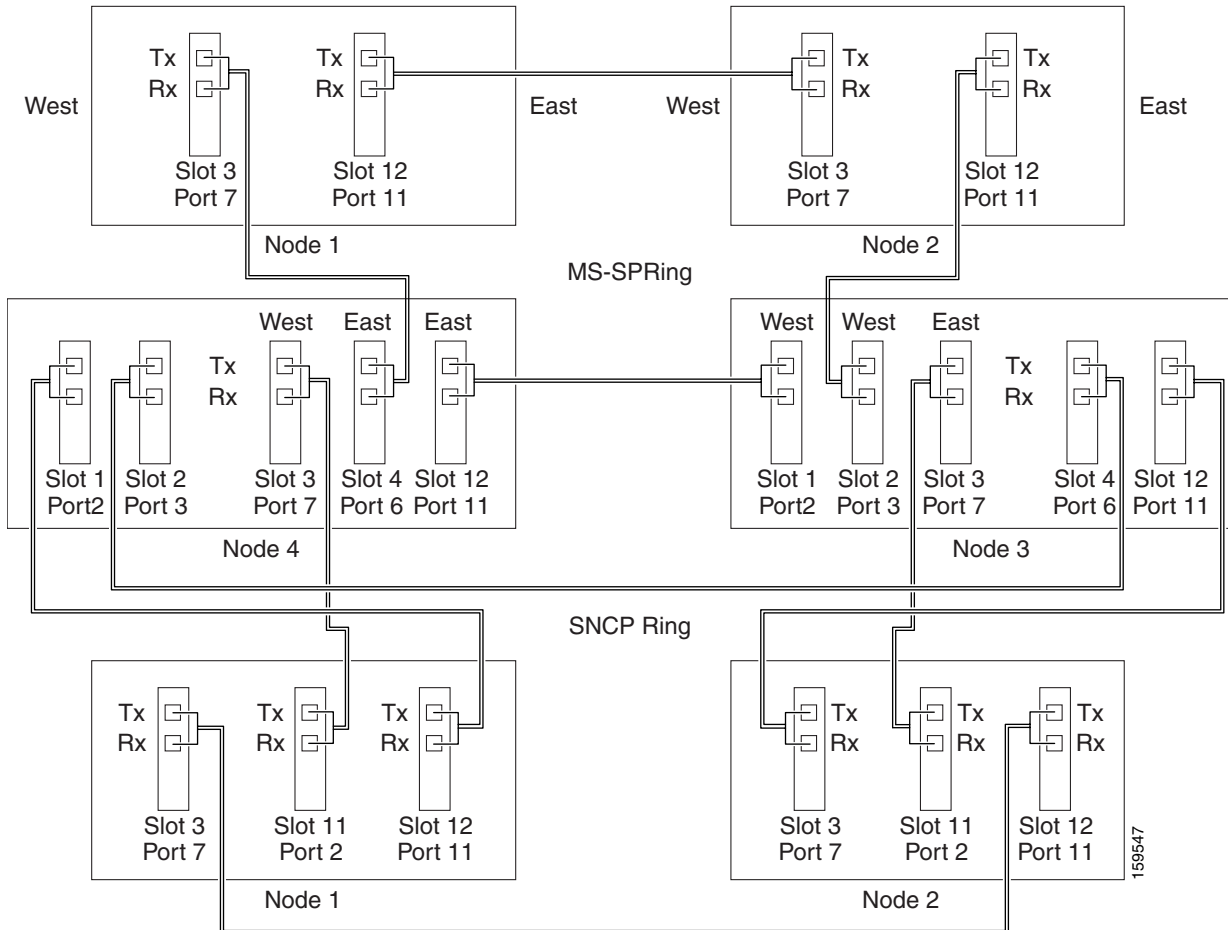 Tx Tx Tx Tx
Rx Rx Rx Rx
West East West East
Slot 3 Slot 12 Slot 3 Slot 12
Port 7 Port 11 Port 7 Port 11
Node 1 Node 2
MS-SPRing
West East East West West East
Tx Tx
Rx Rx
Slot 1 Slot 2 Slot 3 Slot 4 Slot 12 Slot 1 Slot 2 Slot 3 Slot 4 Slot 12
Port2 Port 3 Port 7 Port 6 Port 11 Port2 Port 3 Port 7 Port 6 Port 11
Node 4 Node 3
SNCP Ring
Tx Tx Tx Tx Tx Tx
Rx Rx Rx Rx Rx Rx
Slot 3 Slot 11 Slot 12 Slot 3 Slot 11 Slot 12
Port 7 Port 2 Port 11 Port 7 Port 2 Port 11
159547
Node 1 Node 2